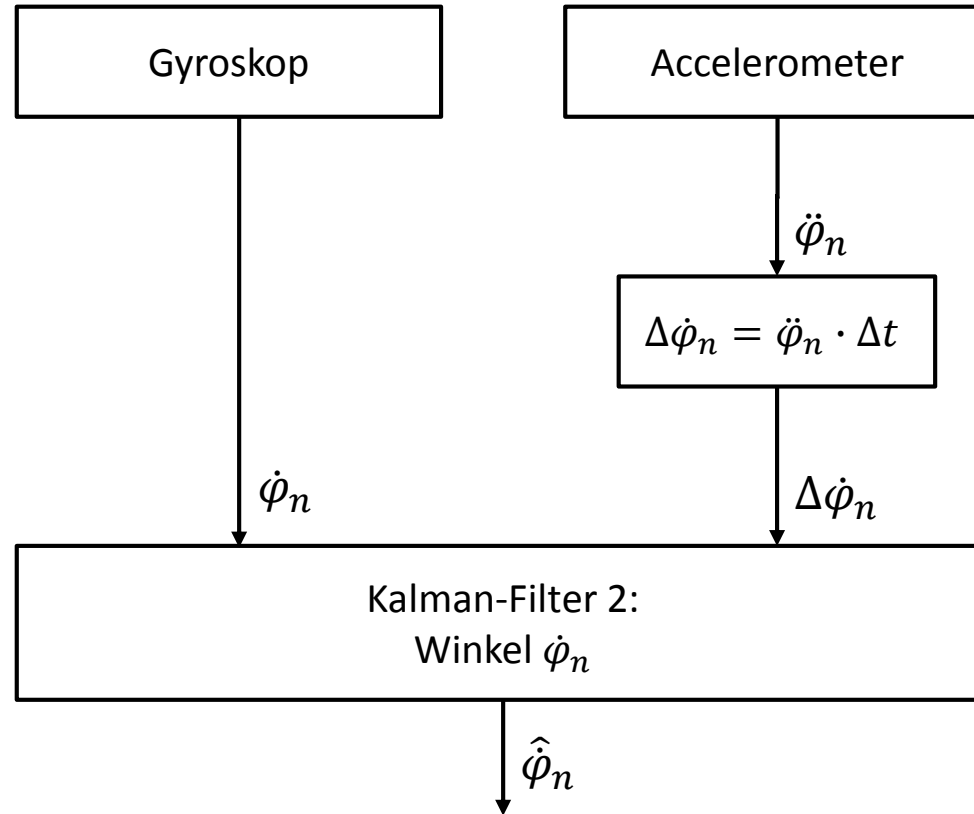 Gyroskop
Accelerometer
φ̈ₙ
Δφ̇ₙ = φ̈ₙ · Δt
φ̇ₙ
Δφ̇ₙ
Kalman-Filter 2:
Winkel φ̇ₙ
φ̇̂ₙ